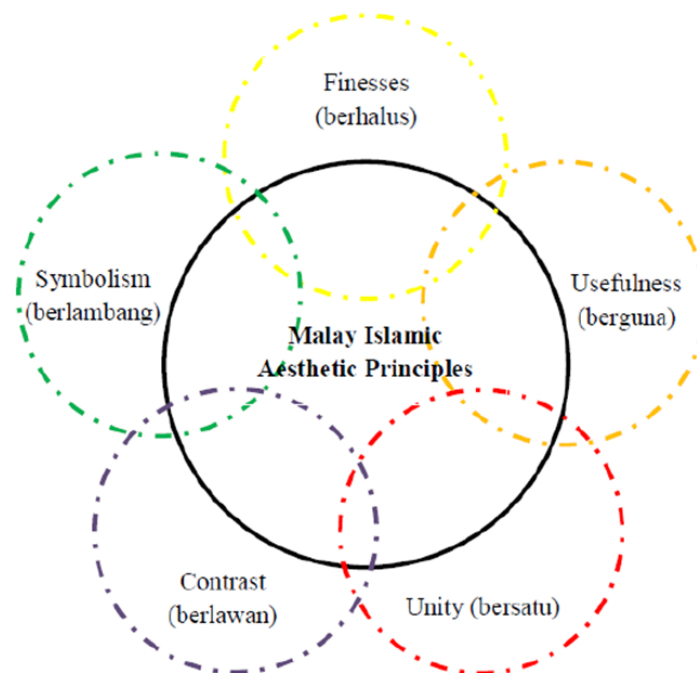 Finesses
(berhalus)
Symbolism
(berlambang)
Usefulness
(berguna)
Malay Islamic
Aesthetic Principles
Contrast
(berlawan)
Unity (bersatu)